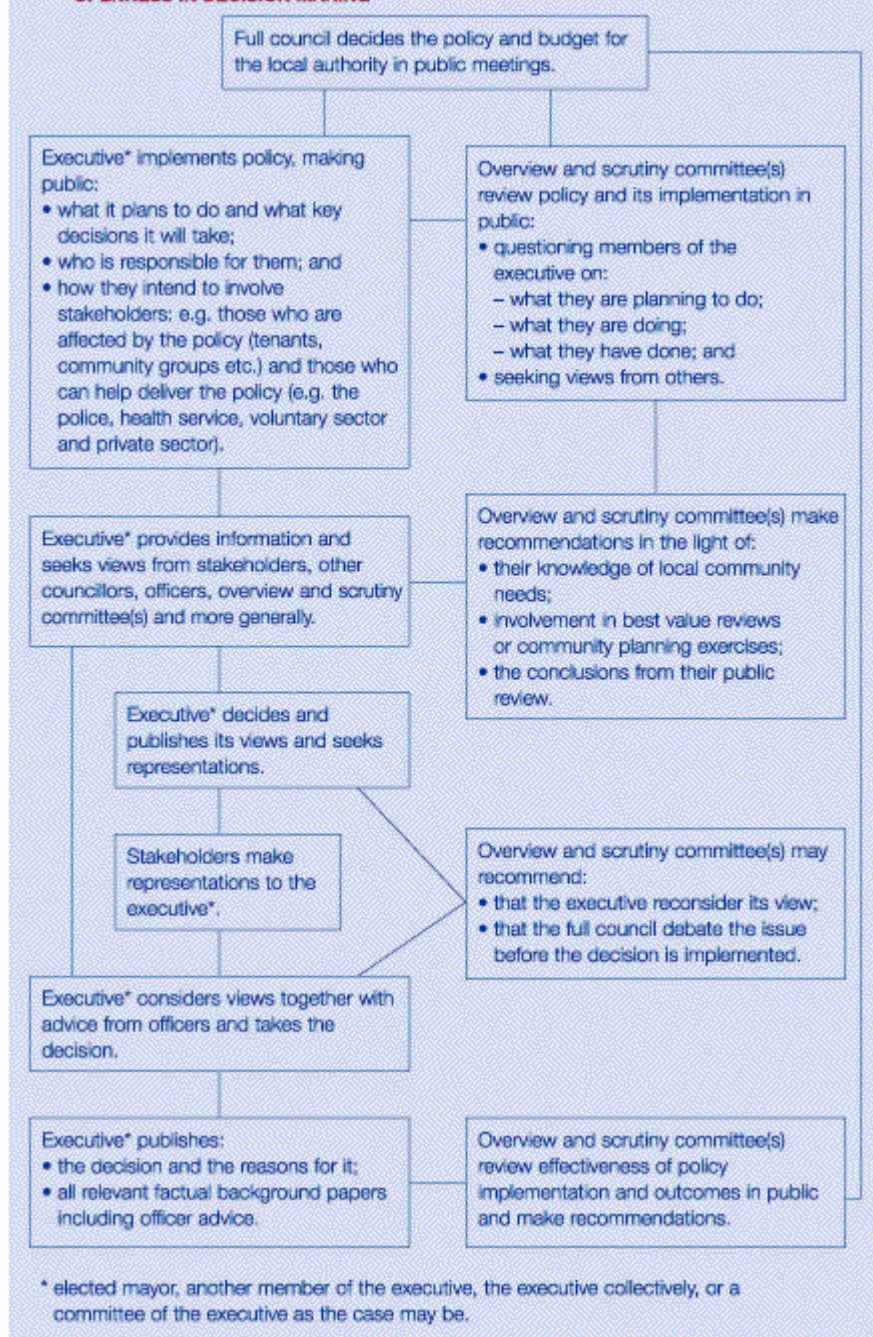 Full council decides the policy and budget for
the local authority in public meetings.
Executive* implements policy, making
public:
• what it plans to do and what key
decisions it will take;
• who is responsible for them; and
• how they intend to involve
stakeholders: e.g. those who are
affected by the policy (tenants,
community groups etc.) and those who
can help deliver the policy (e.g. the
police, health service, voluntary sector
and private sector).
Overview and scrutiny committee(s)
review policy and its implementation in
public:
• questioning members of the
executive on:
– what they are planning to do;
– what they are doing;
– what they have done; and
• seeking views from others.
Executive* provides information and
seeks views from stakeholders, other
councillors, officers, overview and scrutiny
committee(s) and more generally.
Overview and scrutiny committee(s) make
recommendations in the light of:
• their knowledge of local community
needs;
• involvement in best value reviews
or community planning exercises;
• the conclusions from their public
review.
Executive* decides and
publishes its views and seeks
representations.
Stakeholders make
representations to the
executive*.
Overview and scrutiny committee(s) may
recommend:
• that the executive reconsider its view;
• that the full council debate the issue
before the decision is implemented.
Executive* considers views together with
advice from officers and takes the
decision.
Executive* publishes:
• the decision and the reasons for it;
• all relevant factual background papers
including officer advice.
Overview and scrutiny committee(s)
review effectiveness of policy
implementation and outcomes in public
and make recommendations.
* elected mayor, another member of the executive, the executive collectively, or a
committee of the executive as the case may be.